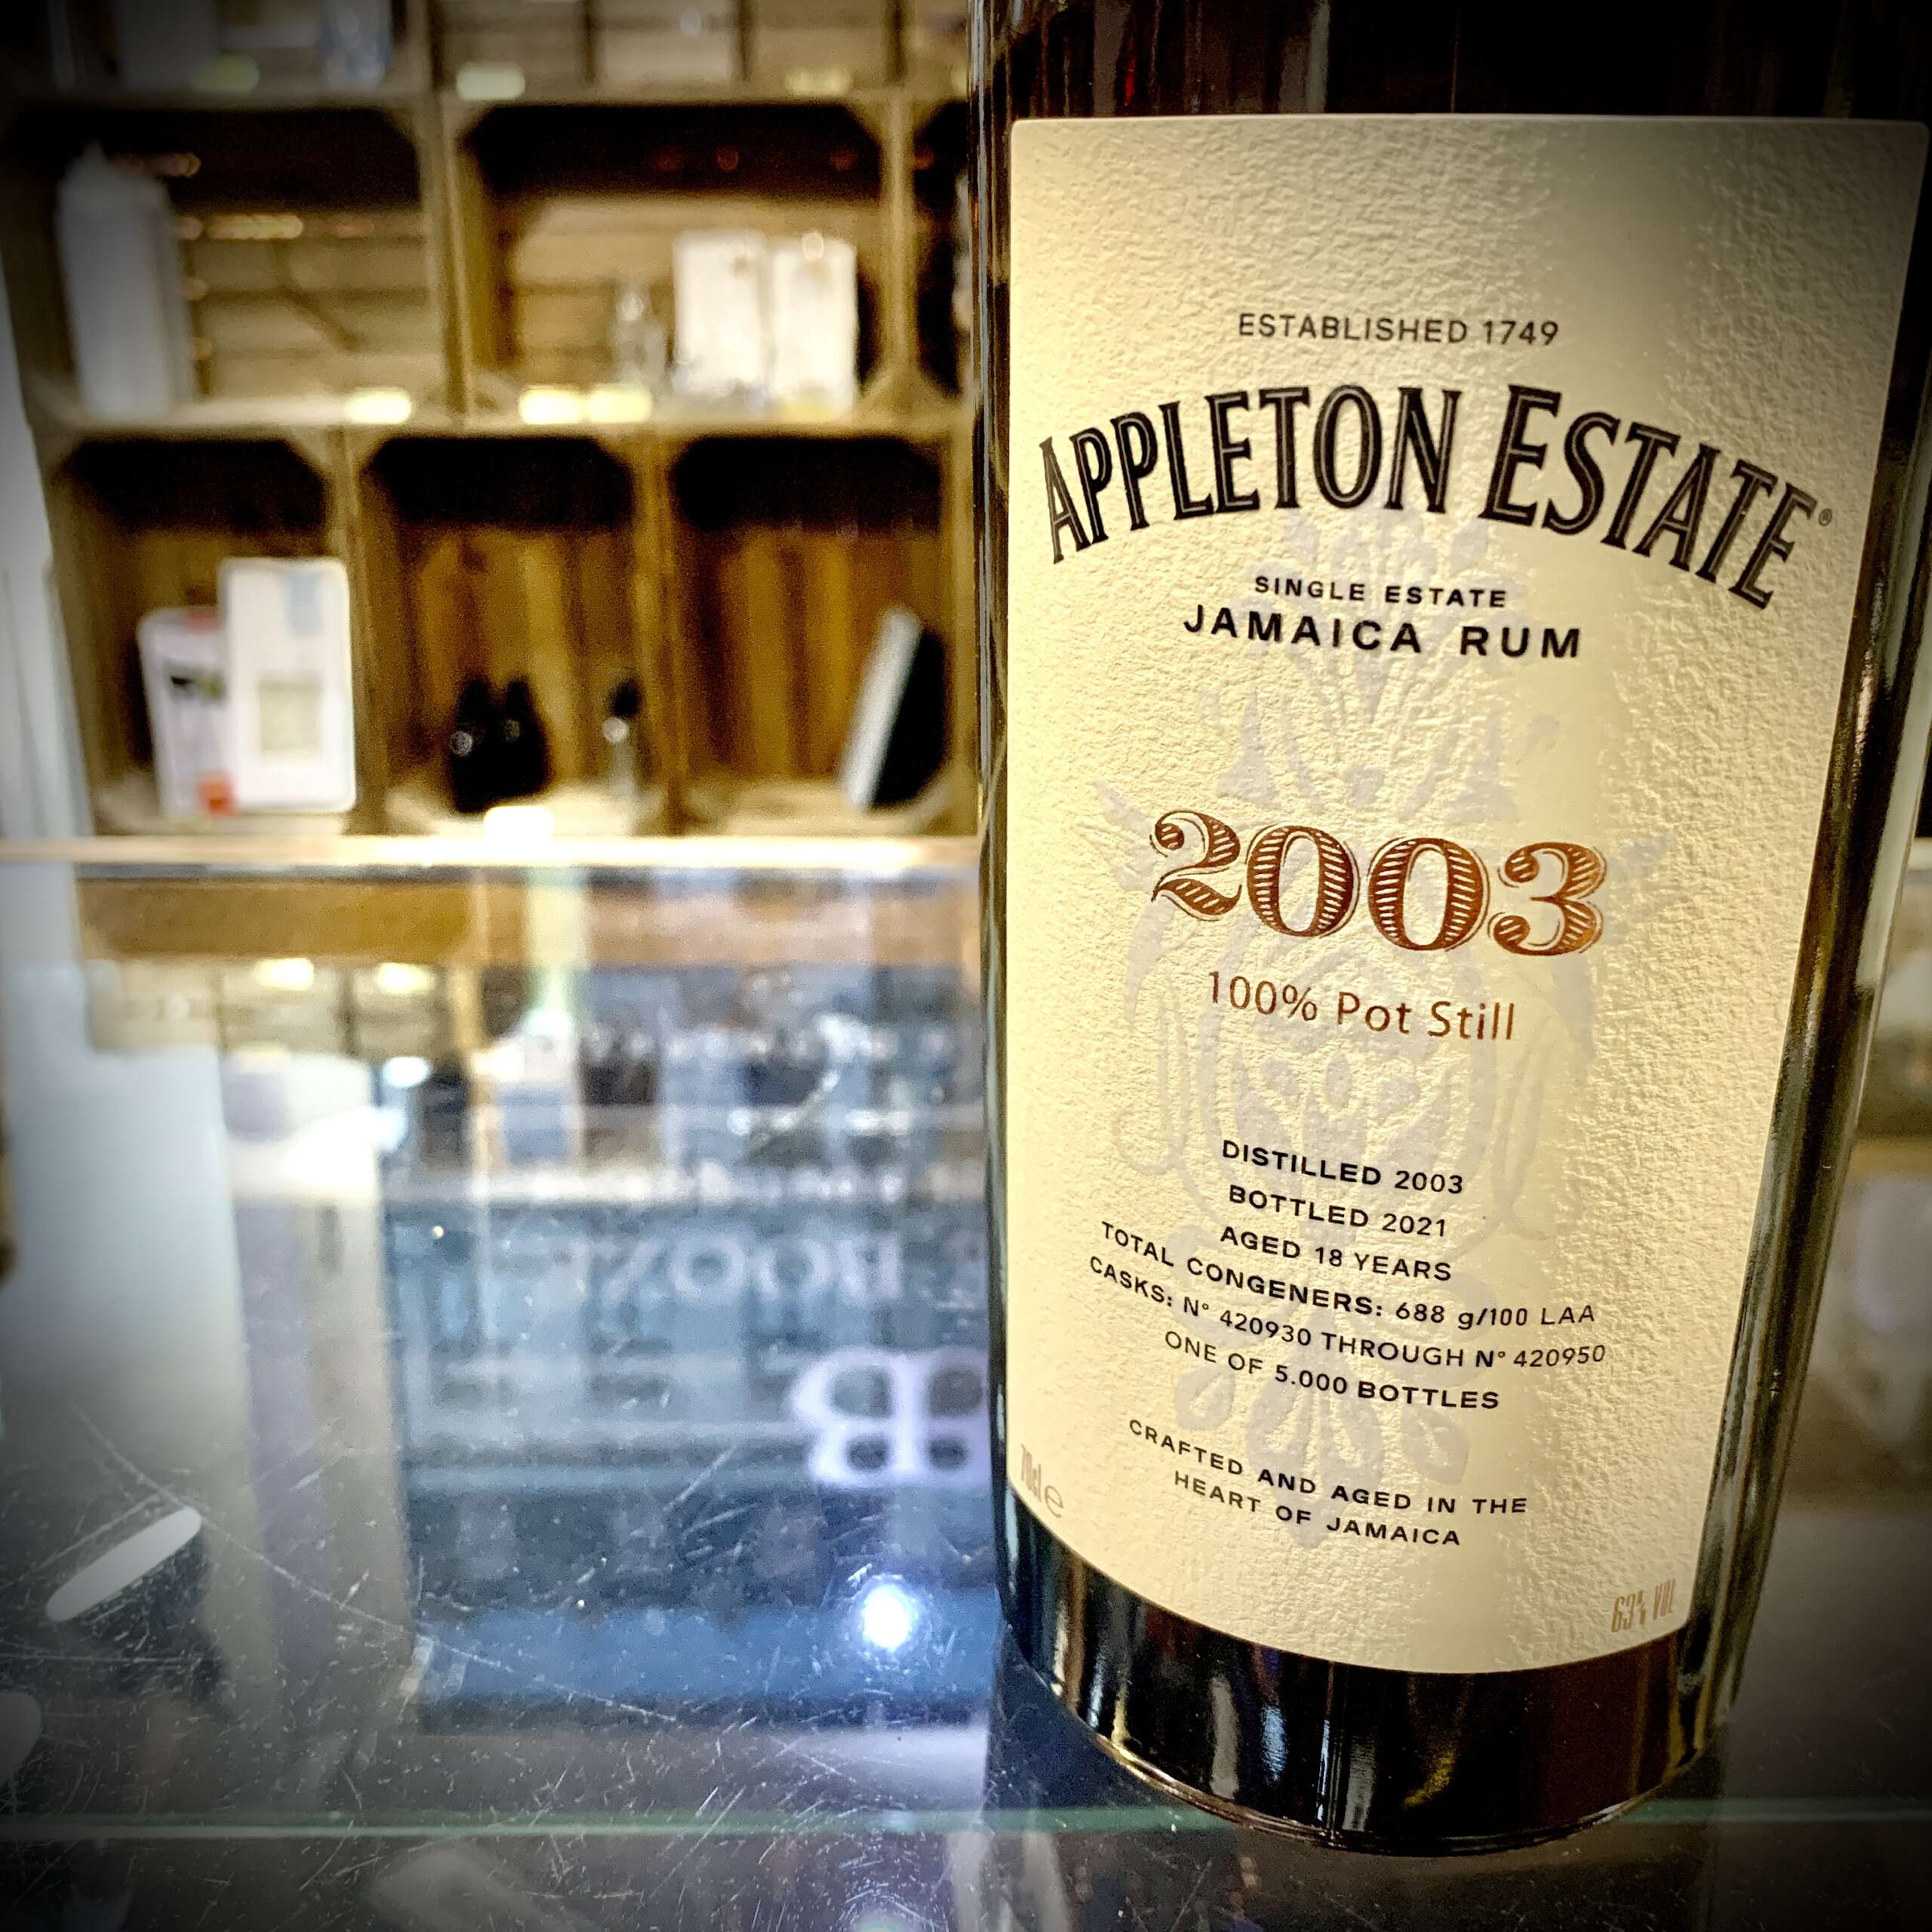 ESTABLISHED 1749
APPLETON ESTATE®
SINGLE ESTATE
JAMAICA RUM
2003
100% Pot Still
DISTILLED 2003
BOTTLED 2021
AGED 18 YEARS
TOTAL CONGENERS: 688 g/100 LAA
CASKS: N° 420930 THROUGH N° 420950
ONE OF 5.000 BOTTLES
CRAFTED AND AGED IN THE
HEART OF JAMAICA
70cl e
63% VOL